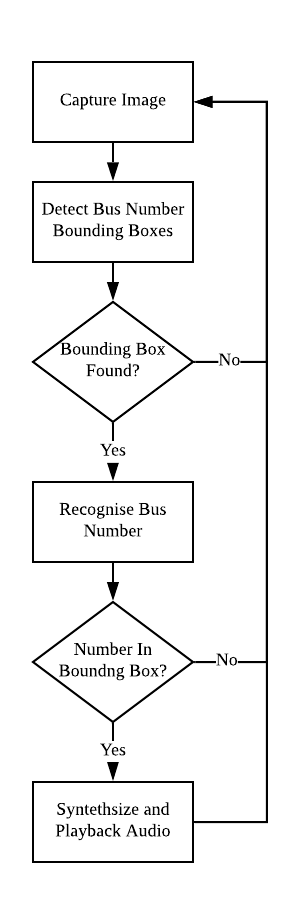 Capture Image
Detect Bus Number
Bounding Boxes
Bounding Box
Found?
No
Yes
Recognise Bus
Number
Number In
Boundng Box?
No
Yes
Syntethsize and
Playback Audio